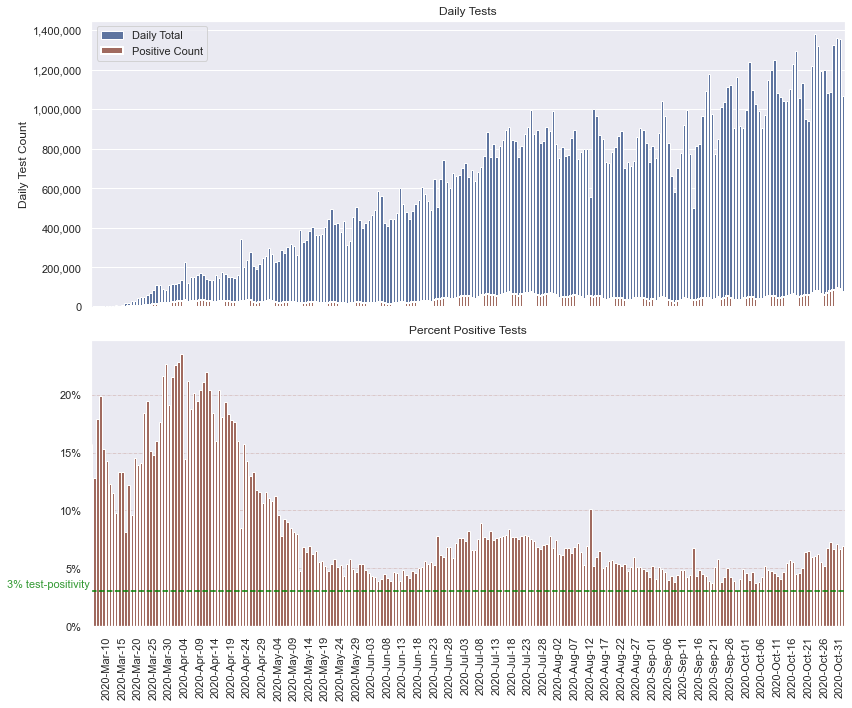 Daily Tests
Daily Total
Positive Count
1,400,000
1,200,000
1,000,000
800,000
600,000
400,000
200,000
0
Daily Test Count
Percent Positive Tests
20%
15%
10%
5%
3% test-positivity
0%
2020-Mar-10
2020-Mar-15
2020-Mar-20
2020-Mar-25
2020-Mar-30
2020-Apr-04
2020-Apr-09
2020-Apr-14
2020-Apr-19
2020-Apr-24
2020-Apr-29
2020-May-04
2020-May-09
2020-May-14
2020-May-19
2020-May-24
2020-May-29
2020-Jun-03
2020-Jun-08
2020-Jun-13
2020-Jun-18
2020-Jun-23
2020-Jun-28
2020-Jul-03
2020-Jul-08
2020-Jul-13
2020-Jul-18
2020-Jul-23
2020-Jul-28
2020-Aug-02
2020-Aug-07
2020-Aug-12
2020-Aug-17
2020-Aug-22
2020-Aug-27
2020-Sep-01
2020-Sep-06
2020-Sep-11
2020-Sep-16
2020-Sep-21
2020-Sep-26
2020-Oct-01
2020-Oct-06
2020-Oct-11
2020-Oct-16
2020-Oct-21
2020-Oct-26
2020-Oct-31